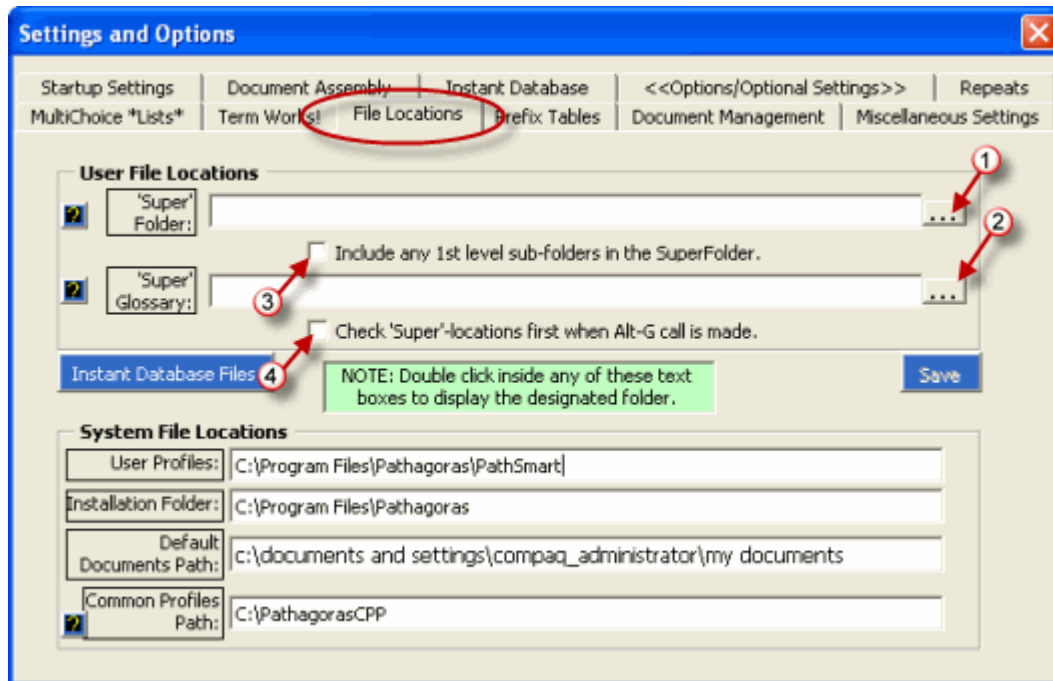 Settings and Options
Startup Settings
Document Assembly
Instant Database
<<Options/Optional Settings>>
Repeats
MultiChoice *Lists*
Term Works!
File Locations
Prefix Tables
Document Management
Miscellaneous Settings
User File Locations
1
'Super'
Folder:
...
2
Include any 1st level sub-folders in the SuperFolder.
3
'Super'
Glossary:
...
Check 'Super'-locations first when Alt-G call is made.
Instant Database Files
4
NOTE: Double click inside any of these text
boxes to display the designated folder.
Save
System File Locations
User Profiles:
C:\Program Files\Pathagoras\PathSmart
Installation Folder:
C:\Program Files\Pathagoras
Default
Documents Path:
c:\documents and settings\compaq_administrator\my documents
Common Profiles
Path:
C:\PathagorasCPP